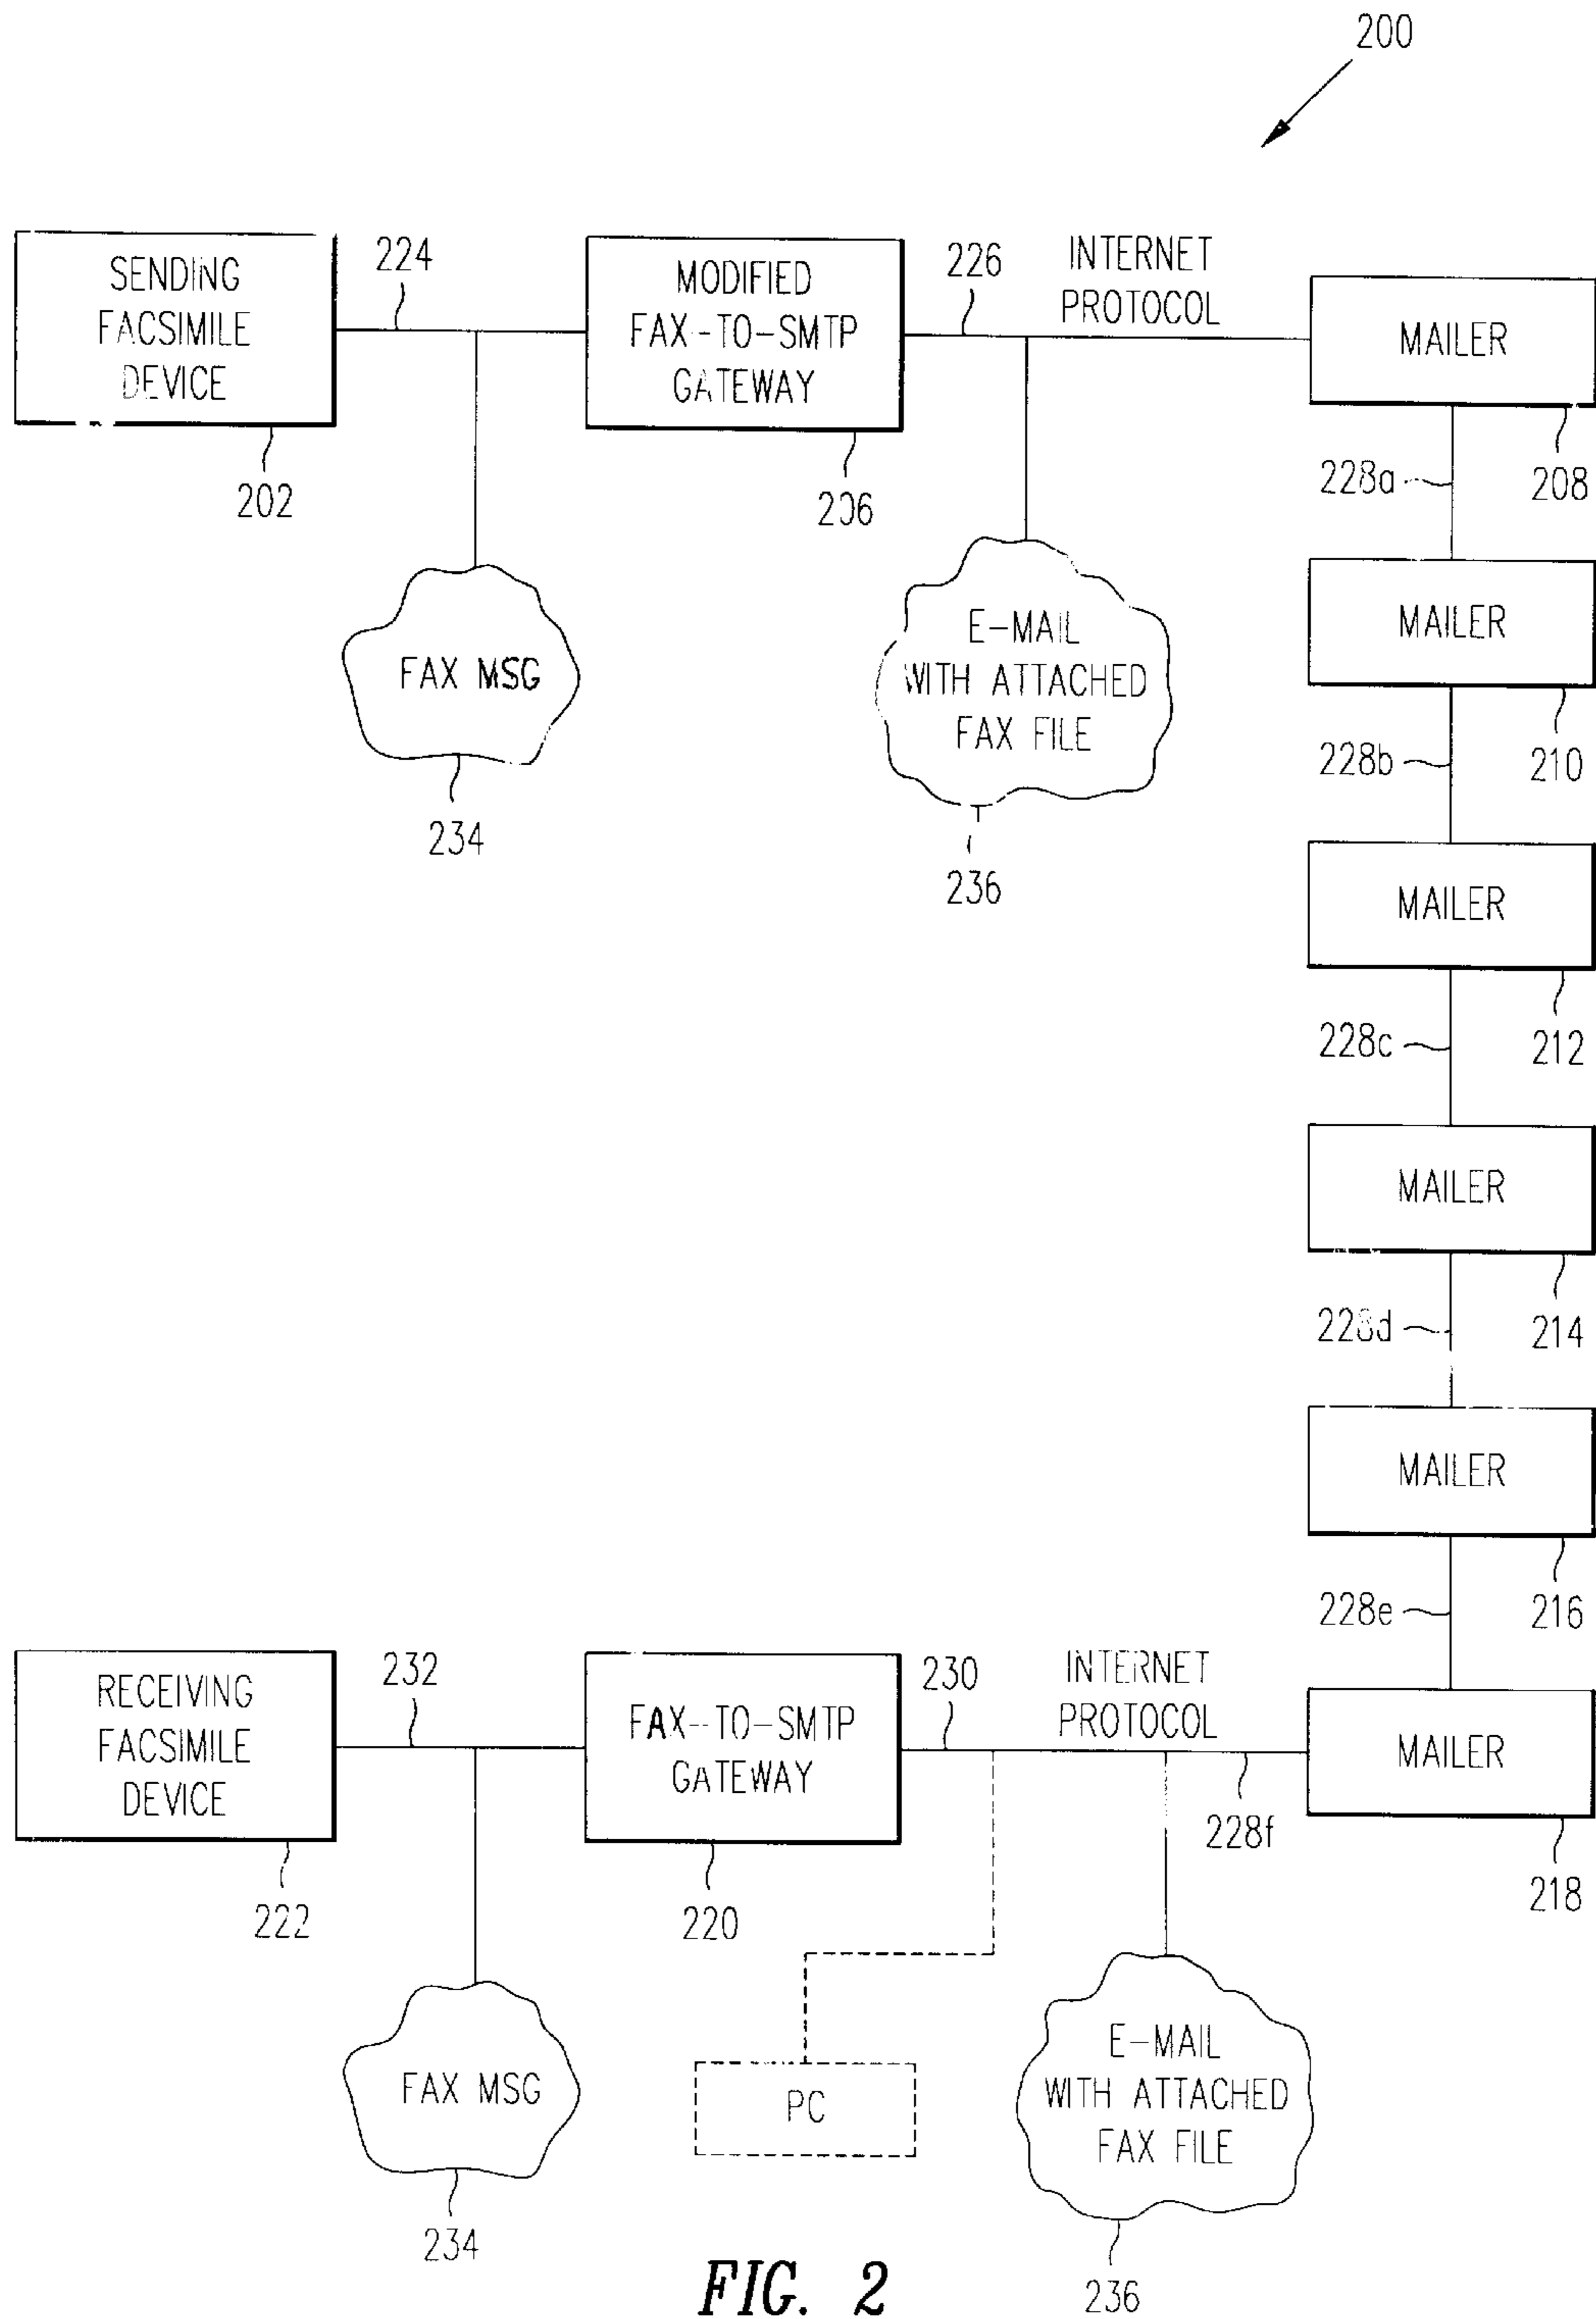 200
SENDING
FACSIMILE
DEVICE
202
224
MODIFIED
FAX-TO-SMTP
GATEWAY
206
226
INTERNET
PROTOCOL
MAILER
208
228a
FAX MSG
234
E-MAIL
WITH ATTACHED
FAX FILE
236
MAILER
210
228b
MAILER
212
228c
MAILER
214
228d
MAILER
216
228e
RECEIVING
FACSIMILE
DEVICE
222
232
FAX-TO-SMTP
GATEWAY
220
230
INTERNET
PROTOCOL
228f
MAILER
218
FAX MSG
234
PC
E-MAIL
WITH ATTACHED
FAX FILE
236
FIG. 2